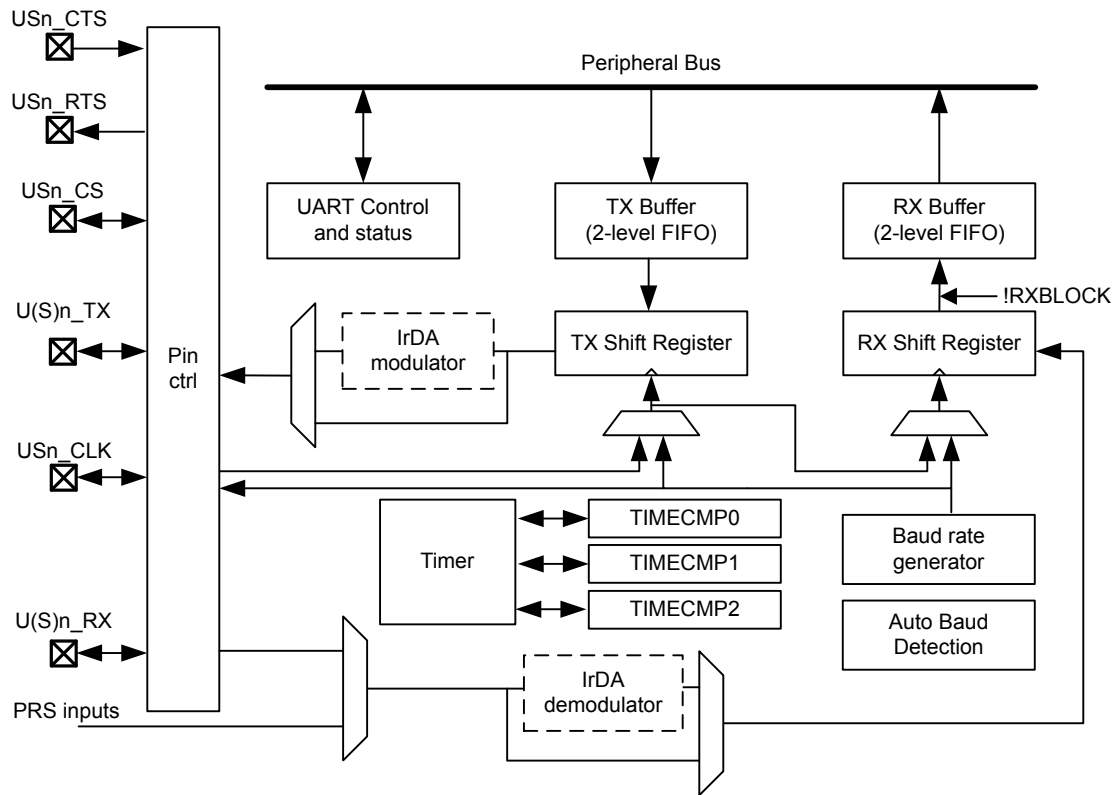 USn_CTS
Peripheral Bus
USn_RTS
USn_CS
UART Control
and status
TX Buffer
(2-level FIFO)
RX Buffer
(2-level FIFO)
!RXBLOCK
U(S)n_TX
Pin
ctrl
IrDA
modulator
TX Shift Register
RX Shift Register
USn_CLK
Timer
TIMECMP0
TIMECMP1
TIMECMP2
Baud rate
generator
Auto Baud
Detection
U(S)n_RX
PRS inputs
IrDA
demodulator